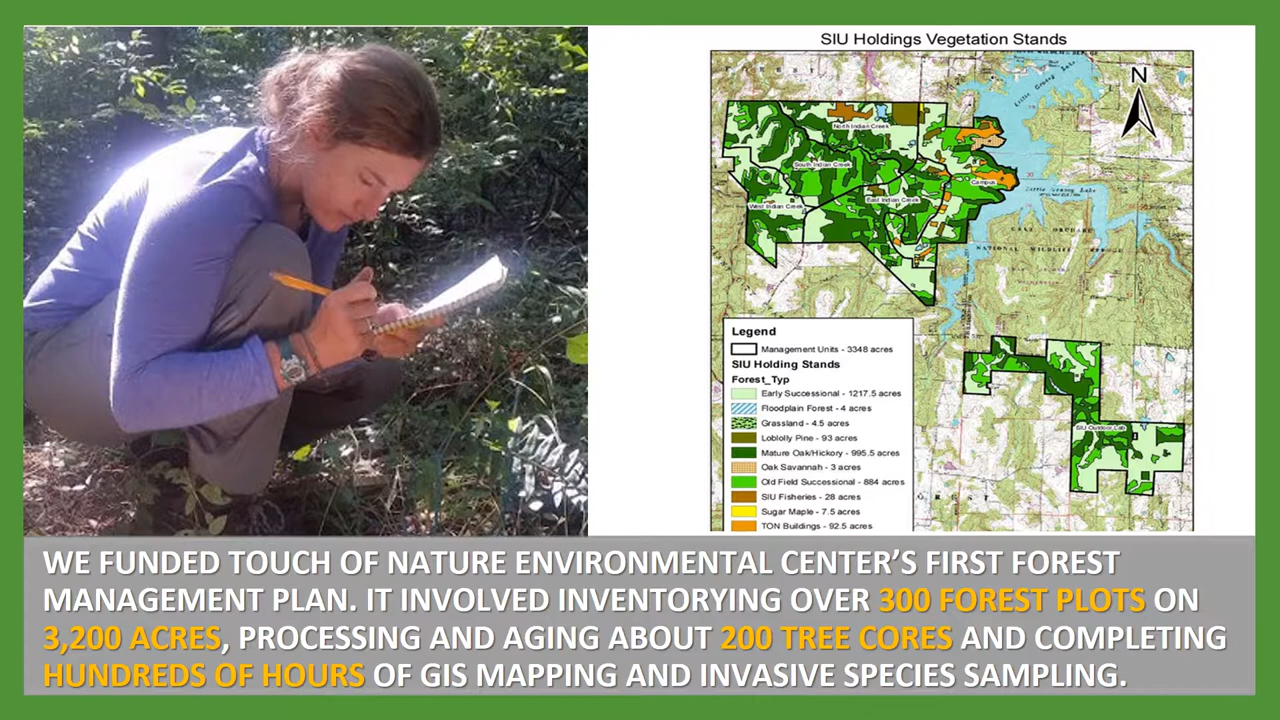 SIU Holdings Vegetation Stands
N
Little Grassy Lake
North Indian Creek
South Indian Creek
Campus
West Indian Creek
East Indian Creek
Little Grassy Lake
CRAB ORCHARD
NATIONAL WILDLIFE REFUGE
SIU Outdoor Lab
Legend
Management Units - 3348 acres
SIU Holding Stands
Forest_Typ
Early Successional - 1217.5 acres
Floodplain Forest - 4 acres
Grassland - 4.5 acres
Loblolly Pine - 93 acres
Mature Oak/Hickory - 995.5 acres
Oak Savannah - 3 acres
Old Field Successional - 884 acres
SIU Fisheries - 28 acres
Sugar Maple - 7.5 acres
TON Buildings - 92.5 acres
WE FUNDED TOUCH OF NATURE ENVIRONMENTAL CENTER’S FIRST FOREST
MANAGEMENT PLAN. IT INVOLVED INVENTORYING OVER 300 FOREST PLOTS ON
3,200 ACRES, PROCESSING AND AGING ABOUT 200 TREE CORES AND COMPLETING
HUNDREDS OF HOURS OF GIS MAPPING AND INVASIVE SPECIES SAMPLING.